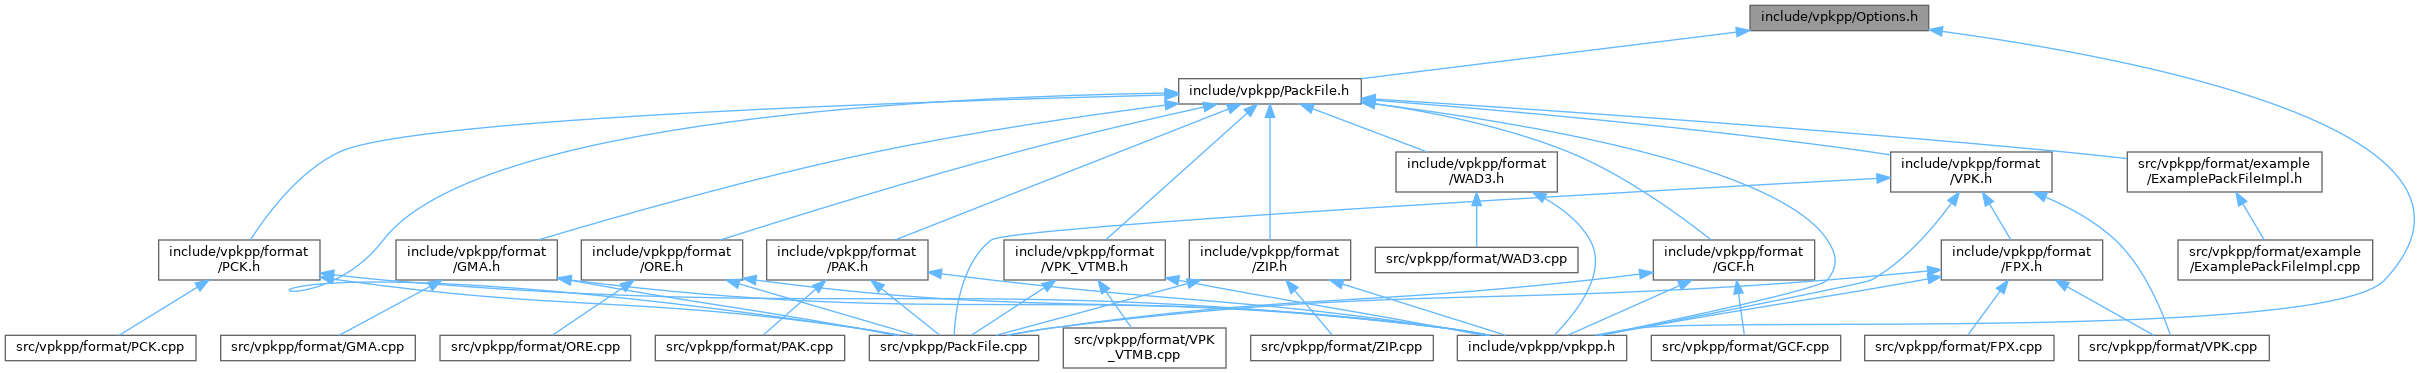 include/vpkpp/Options.h
include/vpkpp/PackFile.h
include/vpkpp/format
/WAD3.h
include/vpkpp/format
/VPK.h
src/vpkpp/format/example
/ExamplePackFileImpl.h
include/vpkpp/format
/PCK.h
include/vpkpp/format
/GMA.h
include/vpkpp/format
/ORE.h
include/vpkpp/format
/PAK.h
include/vpkpp/format
/VPK_VTMB.h
include/vpkpp/format
/ZIP.h
src/vpkpp/format/WAD3.cpp
include/vpkpp/format
/GCF.h
include/vpkpp/format
/FPX.h
src/vpkpp/format/example
/ExamplePackFileImpl.cpp
src/vpkpp/format/PCK.cpp
src/vpkpp/format/GMA.cpp
src/vpkpp/format/ORE.cpp
src/vpkpp/format/PAK.cpp
src/vpkpp/PackFile.cpp
src/vpkpp/format/VPK
_VTMB.cpp
src/vpkpp/format/ZIP.cpp
include/vpkpp/vpkpp.h
src/vpkpp/format/GCF.cpp
src/vpkpp/format/FPX.cpp
src/vpkpp/format/VPK.cpp